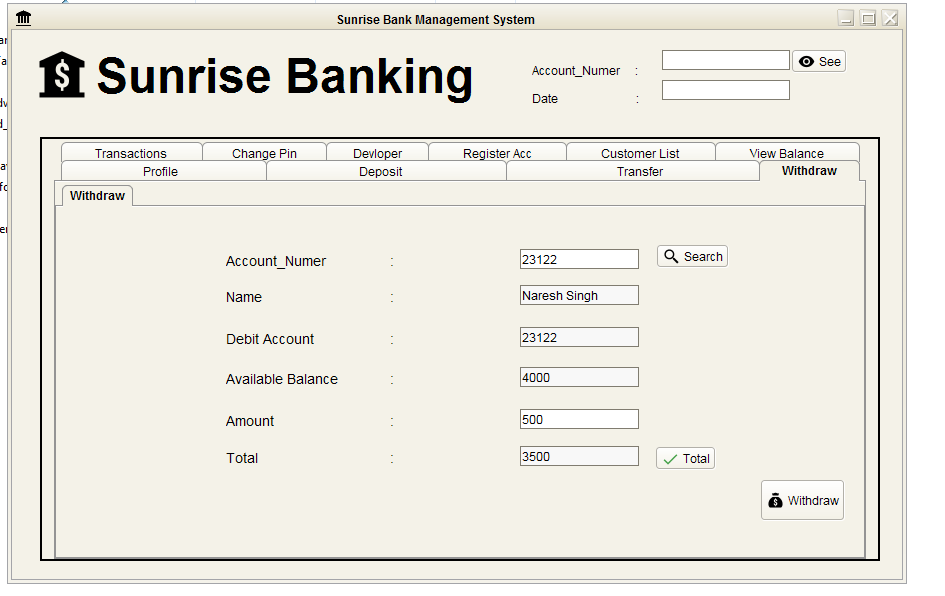 Sunrise Bank Management System
Sunrise Banking
Account_Numer : See
Date :
Transactions Change Pin Devloper Register Acc Customer List View Balance
Profile Deposit Transfer Withdraw
Withdraw
Account_Numer : 23122 Search
Name : Naresh Singh
Debit Account : 23122
Available Balance : 4000
Amount : 500
Total : 3500 Total
Withdraw